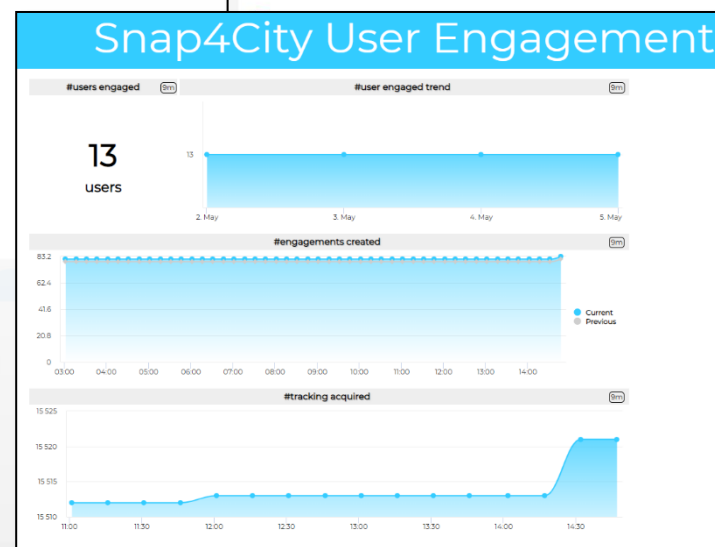 Snap4City User Engagement
#users engaged 9m
#user engaged trend 9m
13
users
13
2. May 3. May 4. May 5. May
#engagements created 9m
83.2
62.4
41.6
20.8
0
Current
Previous
03:00 04:00 05:00 06:00 07:00 08:00 09:00 10:00 11:00 12:00 13:00 14:00
#tracking acquired 9m
15 525
15 520
15 515
15 510
11:00 11:30 12:00 12:30 13:00 13:30 14:00 14:30